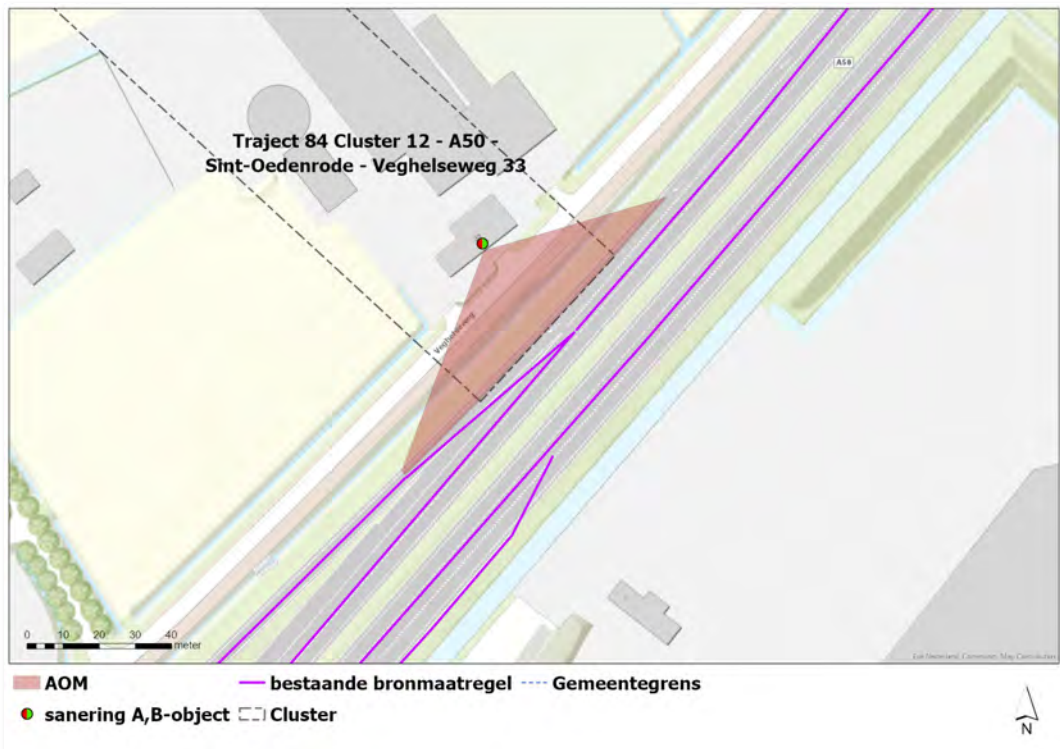 A50
Traject 84 Cluster 12 - A50 -
Sint-Oedenrode - Veghelseweg 33
Veghelseweg
0 10 20 30 40
meter
AOM
bestaande bronmaatregel
Gemeentegrens
sanering A,B-object
Cluster
N